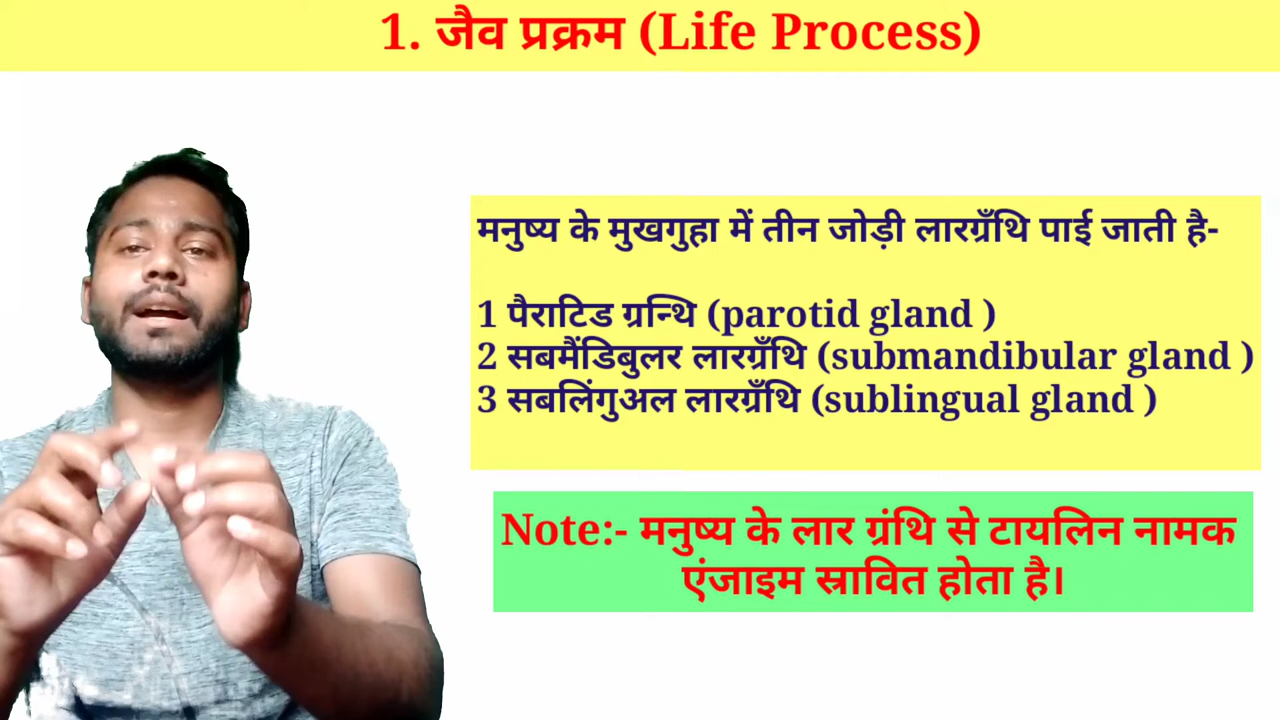 1. जैव प्रक्रम (Life Process)
मनुष्य के मुखगुहा में तीन जोड़ी लारग्रँथि पाई जाती है-
1 पैराटिड ग्रन्थि (parotid gland )
2 सबमैंडिबुलर लारग्रँथि (submandibular gland )
3 सबलिंगुअल लारग्रँथि (sublingual gland )
Note:- मनुष्य के लार ग्रंथि से टायलिन नामक
एंजाइम स्रावित होता है।